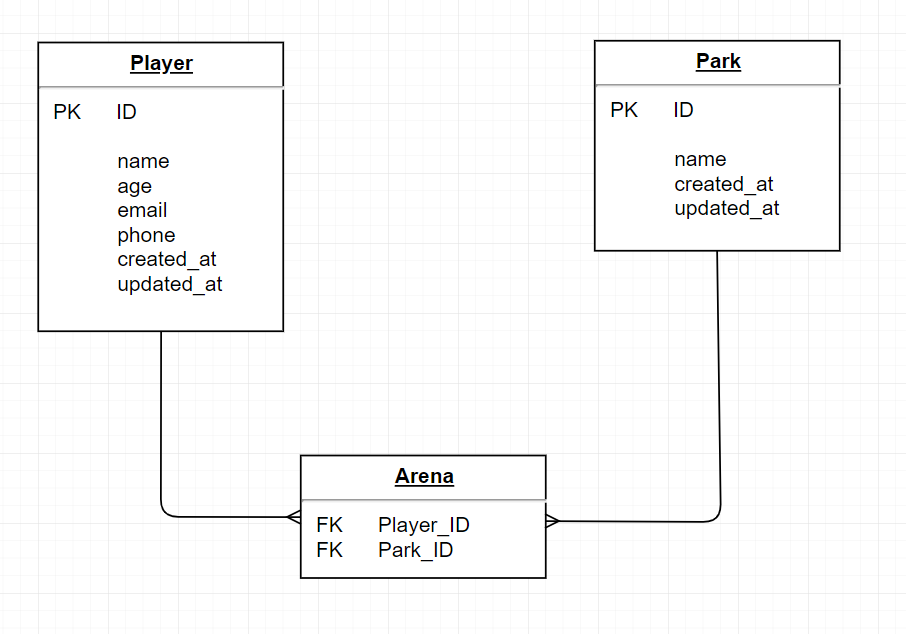 Player
PK ID
name
age
email
phone
created_at
updated_at
Park
PK ID
name
created_at
updated_at
Arena
FK Player_ID
FK Park_ID